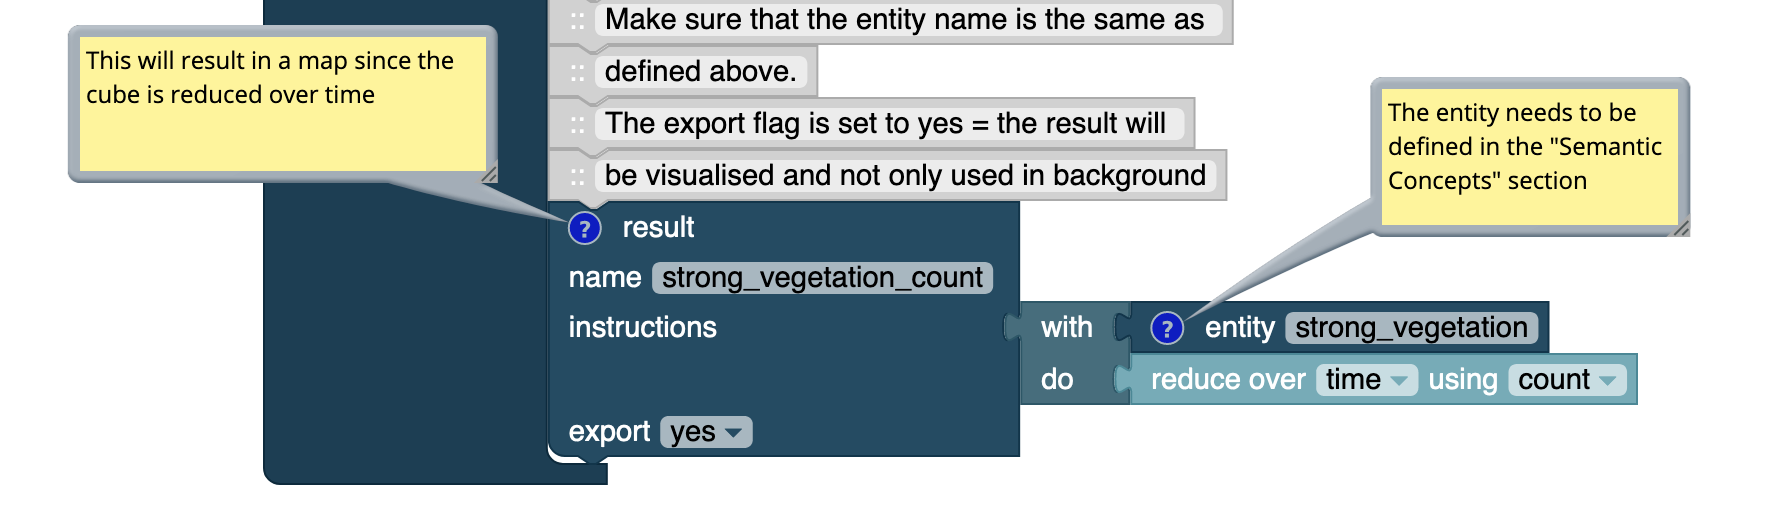 Make sure that the entity name is the same as
This will result in a map since the
cube is reduced over time
defined above.
The export flag is set to yes = the result will
be visualised and not only used in background
The entity needs to be
defined in the "Semantic
Concepts" section
? result
name strong_vegetation_count
instructions
with ? entity strong_vegetation
do reduce over time using count
export yes